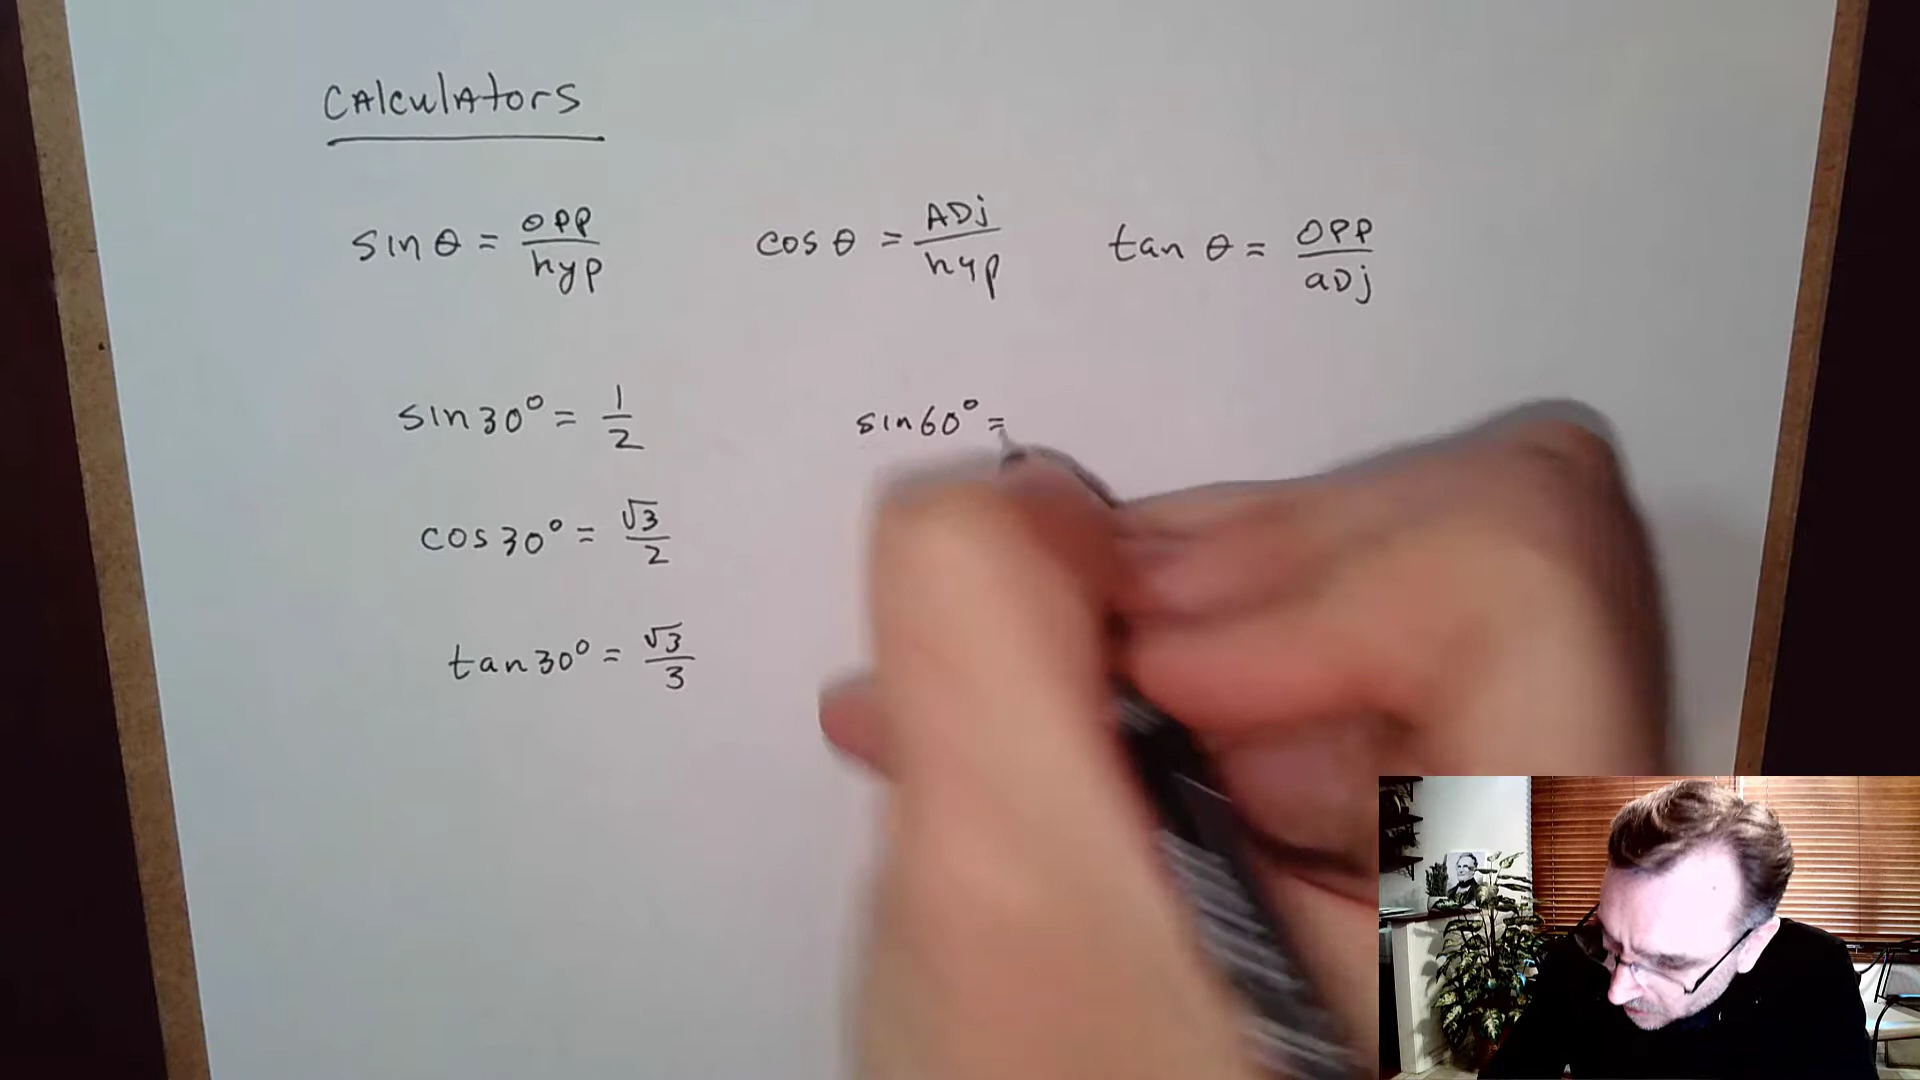 CAlculAtors
sin θ = OPP/hyp cos θ = ADj/hyp tan θ = OPP/aDj
sin 30° = 1/2 sin 60° =
cos 30° = √3/2
tan 30° = √3/3